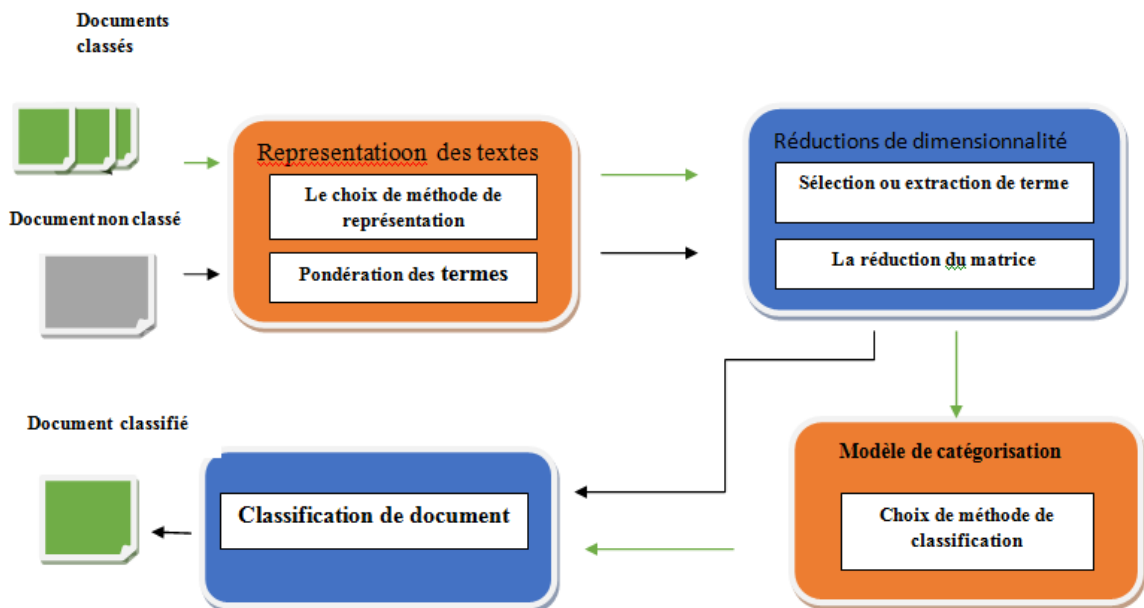 Documents
classés
Representatioon des textes
Le choix de méthode de
représentation
Pondération des termes
Réductions de dimensionnalité
Sélection ou extraction de terme
La réduction du matrice
Document non classé
Document classifié
Classification de document
Modèle de catégorisation
Choix de méthode de
classification